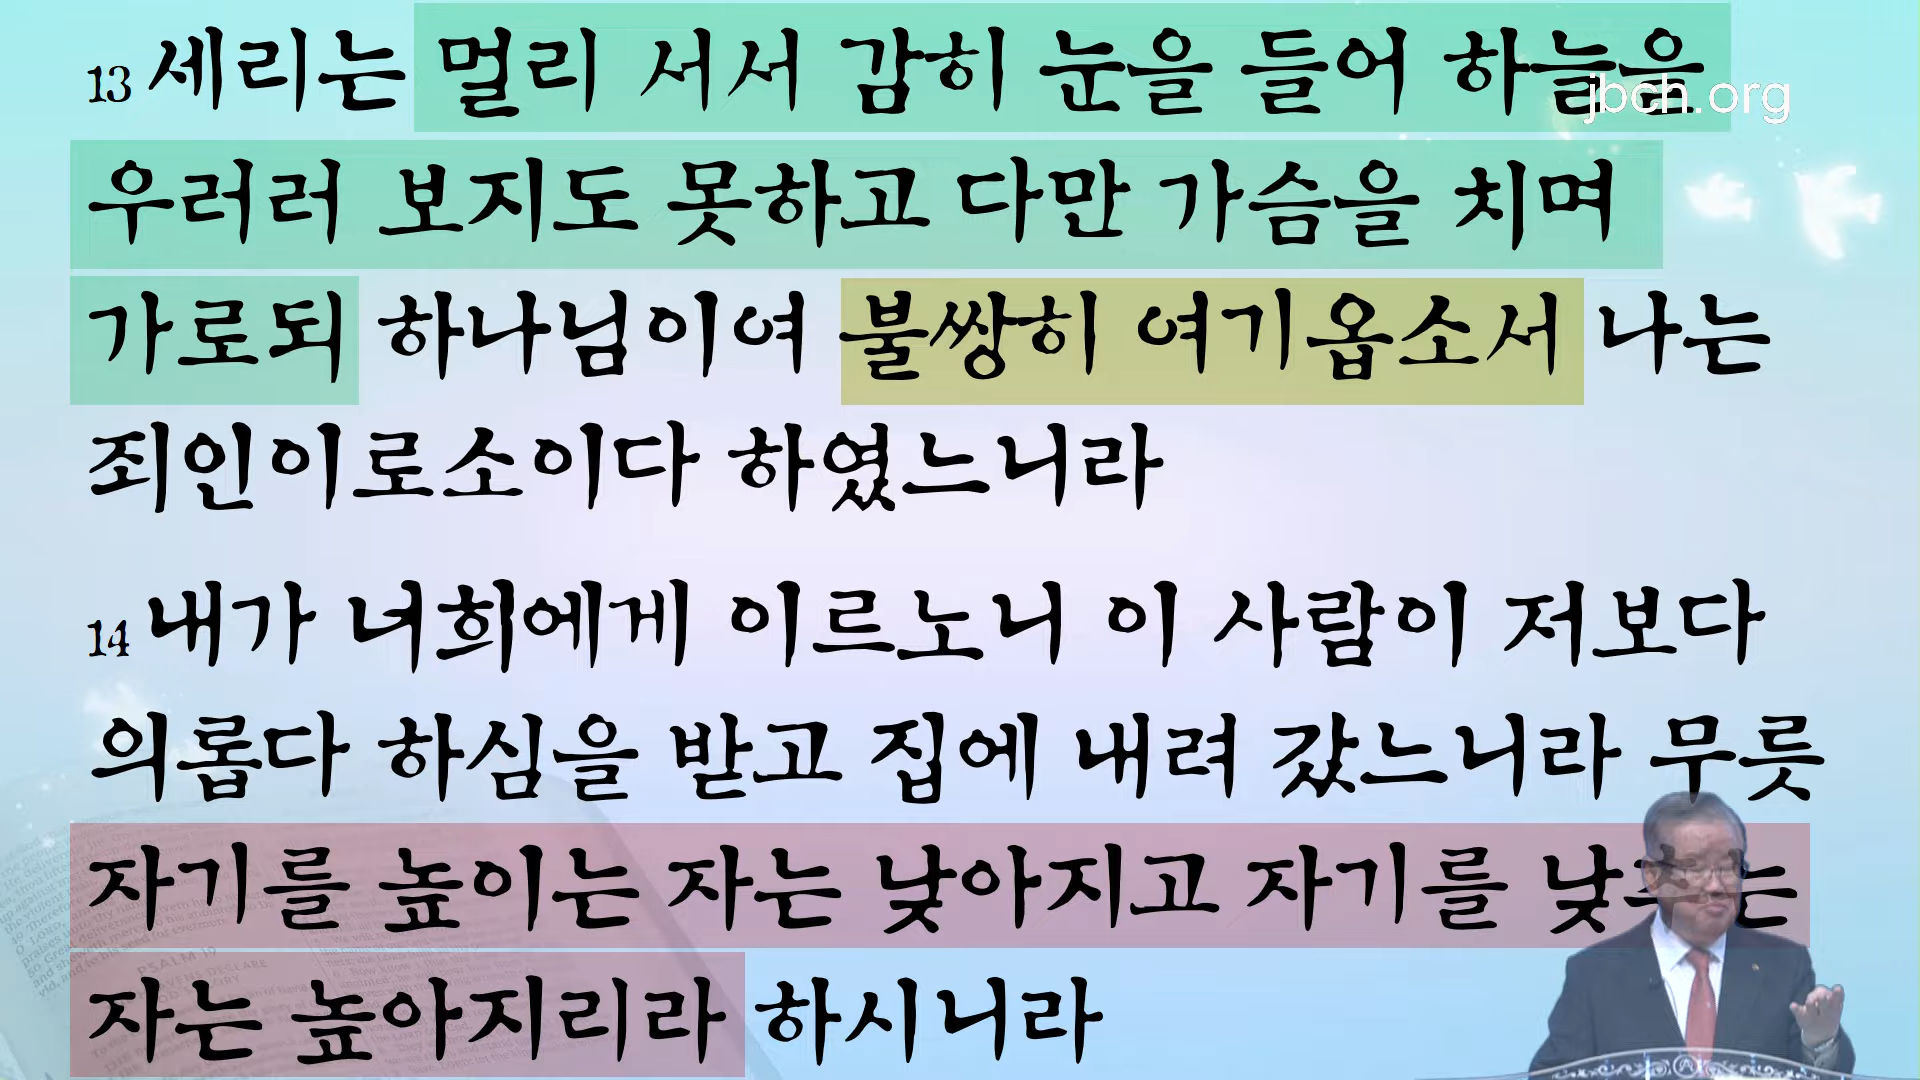 13 세리는 멀리 서서 감히 눈을 들어 하늘을
jbch.org
우러러 보지도 못하고 다만 가슴을 치며
가로되 하나님이여 불쌍히 여기옵소서 나는
죄인이로소이다 하였느니라
14 내가 너희에게 이르노니 이 사람이 저보다
의롭다 하심을 받고 집에 내려 갔느니라 무릇
자기를 높이는 자는 낮아지고 자기를 낮추는
자는 높아지리라 하시니라
PSALM 19